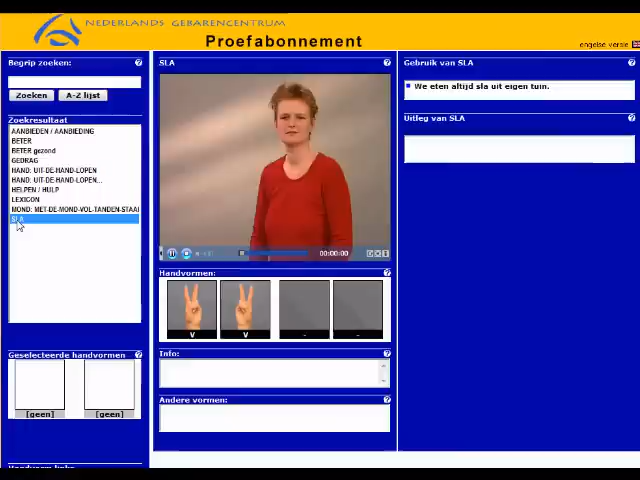 NEDERLANDS GEBARENCENTRUM
Proefabonnement
engelse versie
Begrip zoeken:
Zoeken
A-Z lijst
Zoekresultaat
AANBIEDEN / AANBIEDING
BETER
BETER gezond
GEDRAG
HAND: UIT-DE-HAND-LOPEN
HAND: UIT-DE-HAND-LOPEN...
HELPEN / HULP
LEXICON
MOND: MET-DE-MOND-VOL-TANDEN-STAAN
SLA
Geselecteerde handvormen
[geen]
[geen]
SLA
00:00:00
Handvormen:
V
V
-
-
Info:
Andere vormen:
Gebruik van SLA
We eten altijd sla uit eigen tuin.
Uitleg van SLA